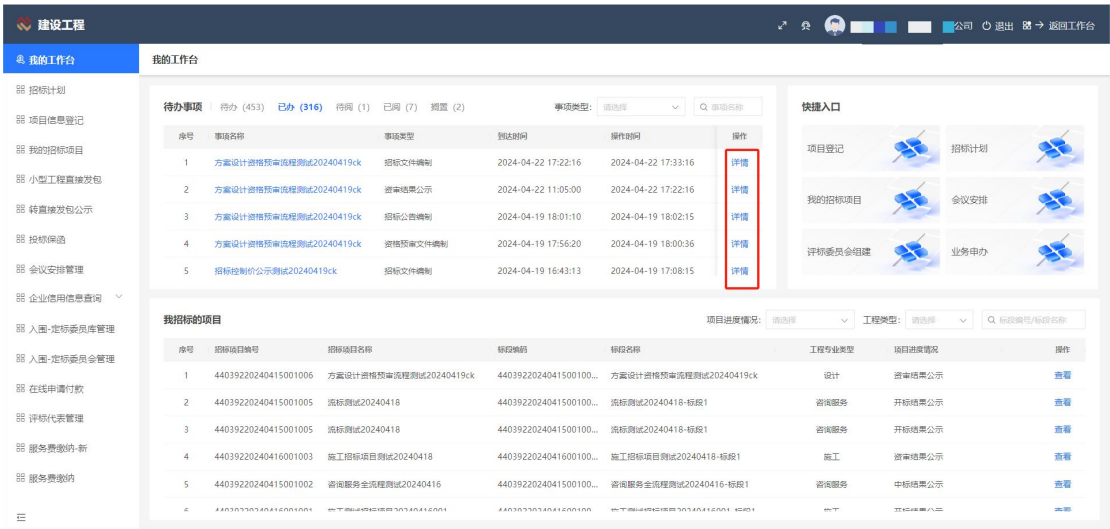 建设工程
公司 退出 返回工作台
我的工作台
招标计划
项目信息登记
我的招标项目
小型工程直接发包
转直接发包公示
投标保函
会议安排管理
企业信用信息查询
入围-定标委员库管理
入围-定标委员会管理
在线申请付款
评标代表管理
服务费缴纳-新
服务费缴纳
我的工作台
待办事项 待办 (453) 已办 (316) 待阅 (1) 已阅 (7) 搁置 (2) 事项类型: 请选择 事项名称
序号 事项名称 事项类型 到达时间 操作时间 操作
1 方案设计资格预审流程测试20240419ck 招标文件编制 2024-04-22 17:22:16 2024-04-22 17:33:16 详情
2 方案设计资格预审流程测试20240419ck 资审结果公示 2024-04-22 11:05:00 2024-04-22 17:22:16 详情
3 方案设计资格预审流程测试20240419ck 招标公告编制 2024-04-19 18:01:10 2024-04-19 18:02:15 详情
4 方案设计资格预审流程测试20240419ck 资格预审文件编制 2024-04-19 17:56:20 2024-04-19 18:00:36 详情
5 招标控制价公示测试20240419ck 招标文件编制 2024-04-19 16:43:13 2024-04-19 17:08:15 详情
快捷入口
项目登记 招标计划
我的招标项目 会议安排
评标委员会组建 业务申办
我招标的项目 项目进度情况: 请选择 工程类型: 请选择 标段编号/标段名称
序号 招标项目编号 招标项目名称 标段编码 标段名称 工程专业类型 项目进度情况 操作
1 44039220240415001006 方案设计资格预审流程测试20240419ck 440392202404150010​0... 方案设计资格预审流程测试20240419ck 设计 资审结果公示 查看
2 44039220240415001005 流标测试20240418 4403922024041500100... 流标测试20240418-标段1 咨询服务 开标结果公示 查看
3 44039220240415001005 流标测试20240418 4403922024041500100... 流标测试20240418-标段1 咨询服务 开标结果公示 查看
4 44039220240416001003 施工招标项目测试20240418 4403922024041600100... 施工招标项目测试20240418-标段1 施工 资审结果公示 查看
5 44039220240415001002 咨询服务全流程测试20240416 4403922024041500100... 咨询服务全流程测试20240416-标段1 咨询服务 中标结果公示 查看